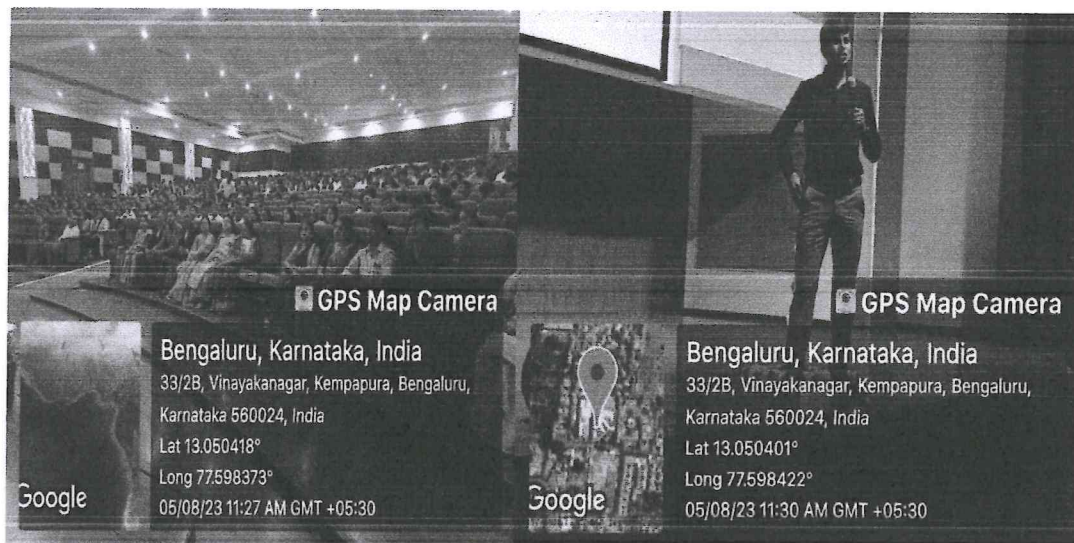 GPS Map Camera
Bengaluru, Karnataka, India
33/2B, Vinayakanagar, Kempapura, Bengaluru,
Karnataka 560024, India
Lat 13.050418°
Long 77.598373°
05/08/23 11:27 AM GMT +05:30
Google
GPS Map Camera
Bengaluru, Karnataka, India
33/2B, Vinayakanagar, Kempapura, Bengaluru,
Karnataka 560024, India
Lat 13.050401°
Long 77.598422°
05/08/23 11:30 AM GMT +05:30
Google